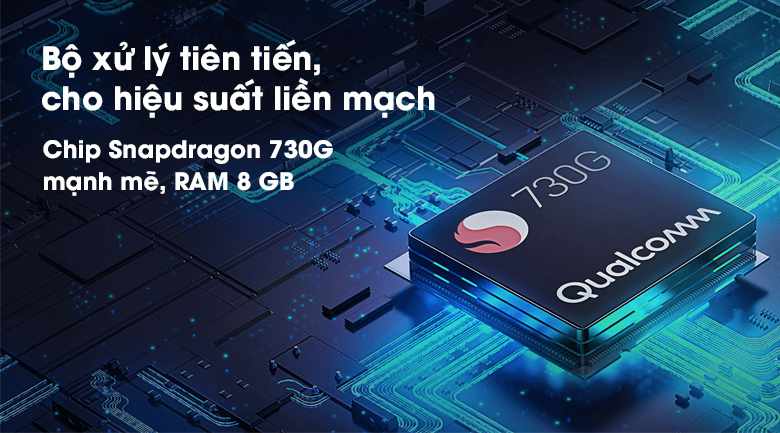 Bộ xử lý tiên tiến,
cho hiệu suất liền mạch
Chip Snapdragon 730G
mạnh mẽ, RAM 8 GB
730G
Qualcomm